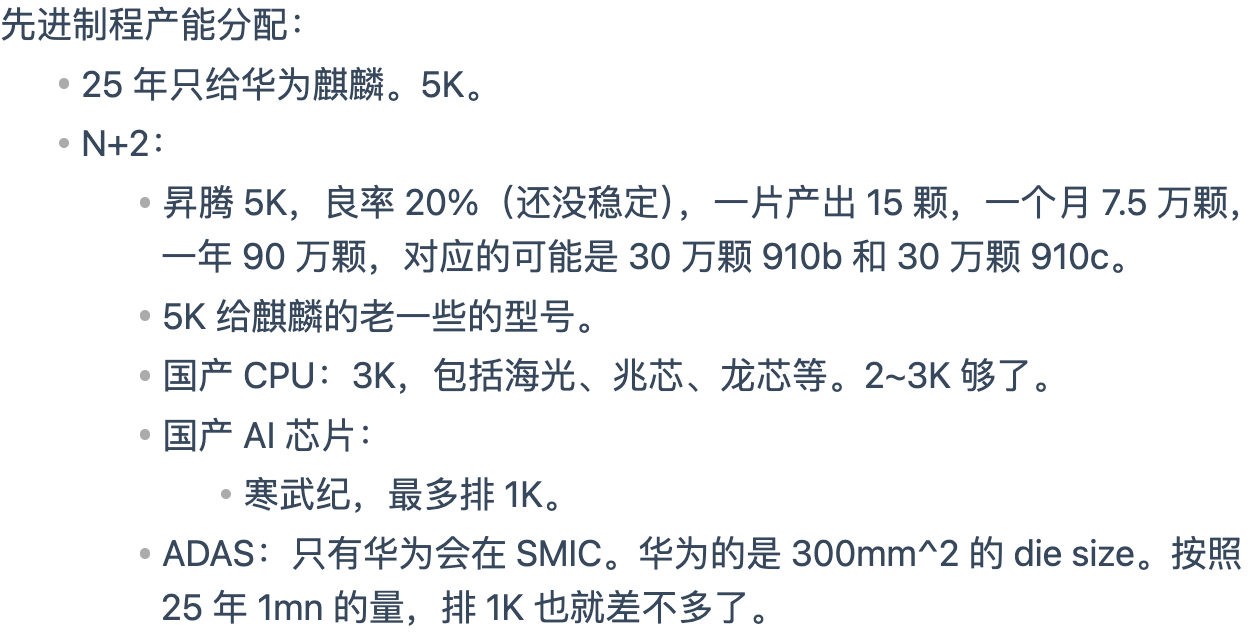 先进制程产能分配：
25 年只给华为麒麟。5K。
N+2：
昇腾 5K，良率 20%（还没稳定），一片产出 15 颗，一个月 7.5 万颗，
一年 90 万颗，对应的可能是 30 万颗 910b 和 30 万颗 910c。
5K 给麒麟的老一些的型号。
国产 CPU：3K，包括海光、兆芯、龙芯等。2~3K 够了。
国产 AI 芯片：
寒武纪，最多排 1K。
ADAS：只有华为会在 SMIC。华为的是 300mm^2 的 die size。按照
25 年 1mn 的量，排 1K 也就差不多了。